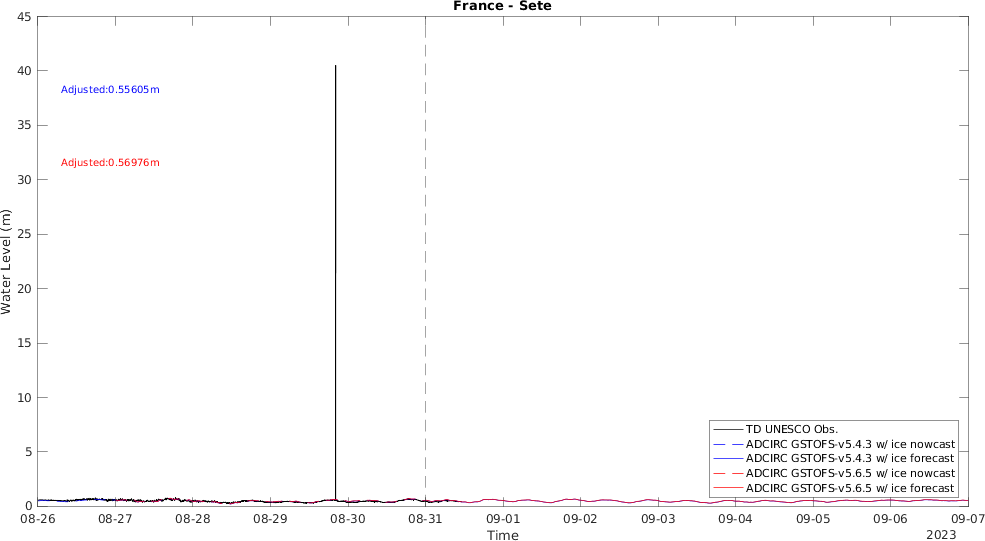 France - Sete
45
40
35
30
25
20
15
10
5
0
Water Level (m)
Adjusted:0.55605m
Adjusted:0.56976m
TD UNESCO Obs.
ADCIRC GSTOFS-v5.4.3 w/ ice nowcast
ADCIRC GSTOFS-v5.4.3 w/ ice forecast
ADCIRC GSTOFS-v5.6.5 w/ ice nowcast
ADCIRC GSTOFS-v5.6.5 w/ ice forecast
08-26 08-27 08-28 08-29 08-30 08-31 09-01 09-02 09-03 09-04 09-05 09-06 09-07
Time
2023